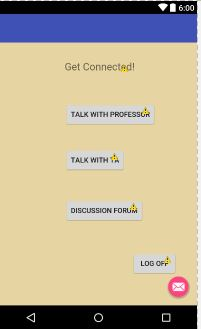 6:00
Get Connected!
TALK WITH PROFESSOR
TALK WITH TA
DISCUSSION FORUM
LOG OFF